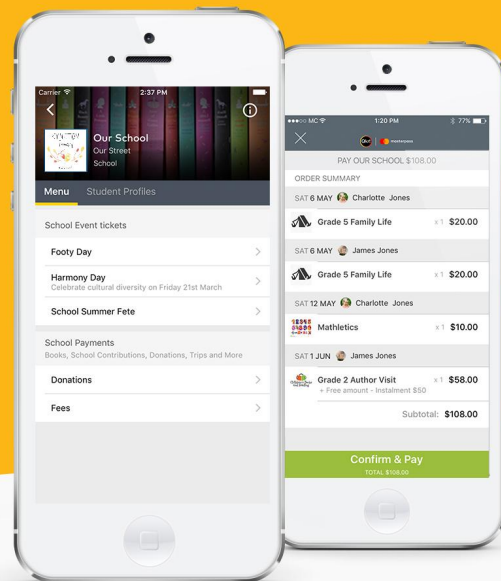 Carrier
2:37 PM
Our School
Our Street
School
Menu
Student Profiles
School Event tickets
Footy Day
Harmony Day
Celebrate cultural diversity on Friday 21st March
School Summer Fete
School Payments
Books, School Contributions, Donations, Trips and More
Donations
Fees
MC
1:20 PM
77%
Qkr!
masterpass
PAY OUR SCHOOL $108.00
ORDER SUMMARY
SAT 6 MAY Charlotte Jones
Grade 5 Family Life x 1 $20.00
SAT 6 MAY James Jones
Grade 5 Family Life x 1 $20.00
SAT 12 MAY Charlotte Jones
Mathletics x 1 $10.00
SAT 1 JUN James Jones
Grade 2 Author Visit x 1 $58.00
+ Free amount - Instalment $50
Subtotal: $108.00
Confirm & Pay
TOTAL $108.00